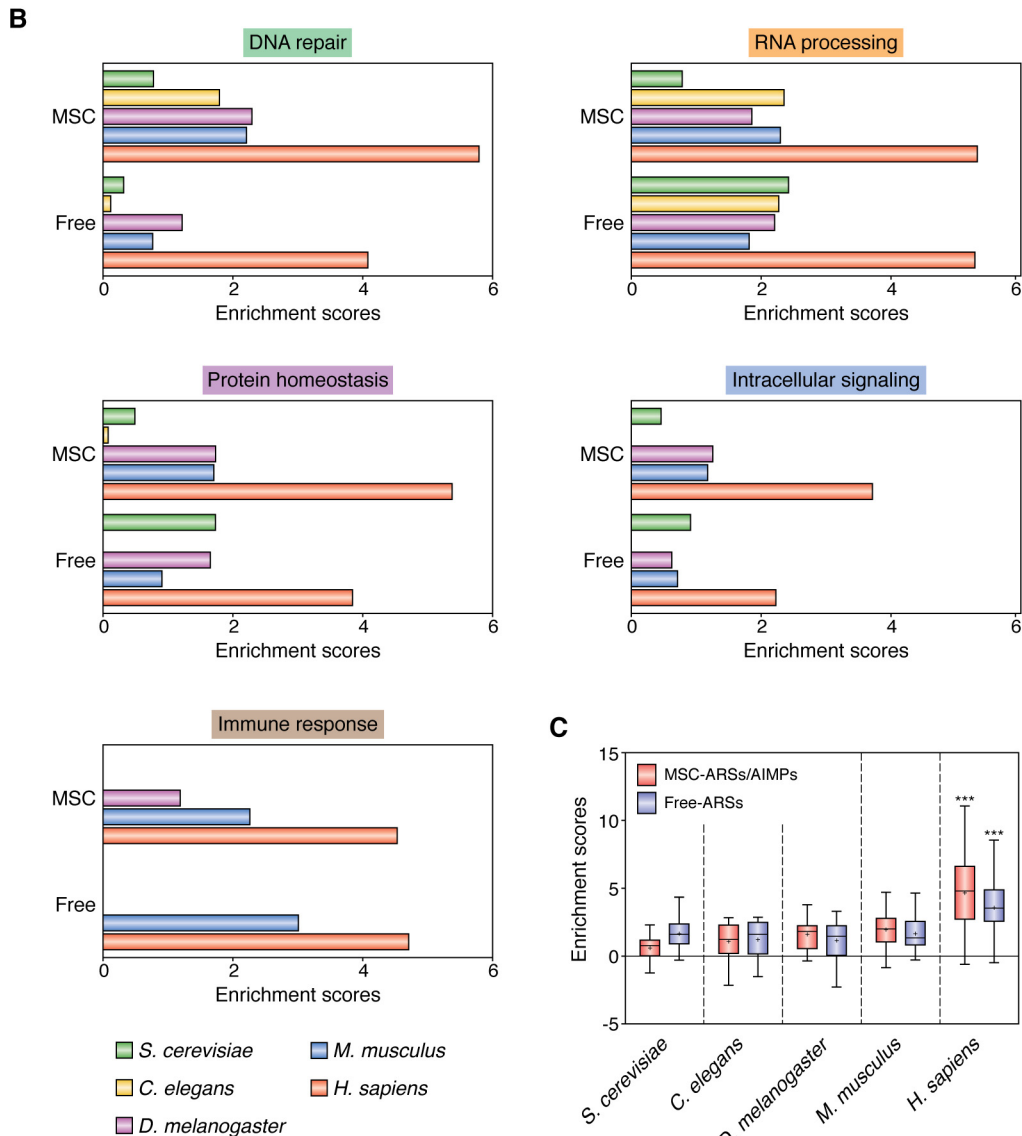 B
DNA repair
MSC
Free
0 2 4 6
Enrichment scores
RNA processing
MSC
Free
0 2 4 6
Enrichment scores
Protein homeostasis
MSC
Free
0 2 4 6
Enrichment scores
Intracellular signaling
MSC
Free
0 2 4 6
Enrichment scores
Immune response
MSC
Free
0 2 4 6
Enrichment scores
S. cerevisiae
C. elegans
D. melanogaster
M. musculus
H. sapiens
C
Enrichment scores
15
10
5
0
-5
MSC-ARSs/AIMPs
Free-ARSs
***
***
S. cerevisiae
C. elegans
D. melanogaster
M. musculus
H. sapiens